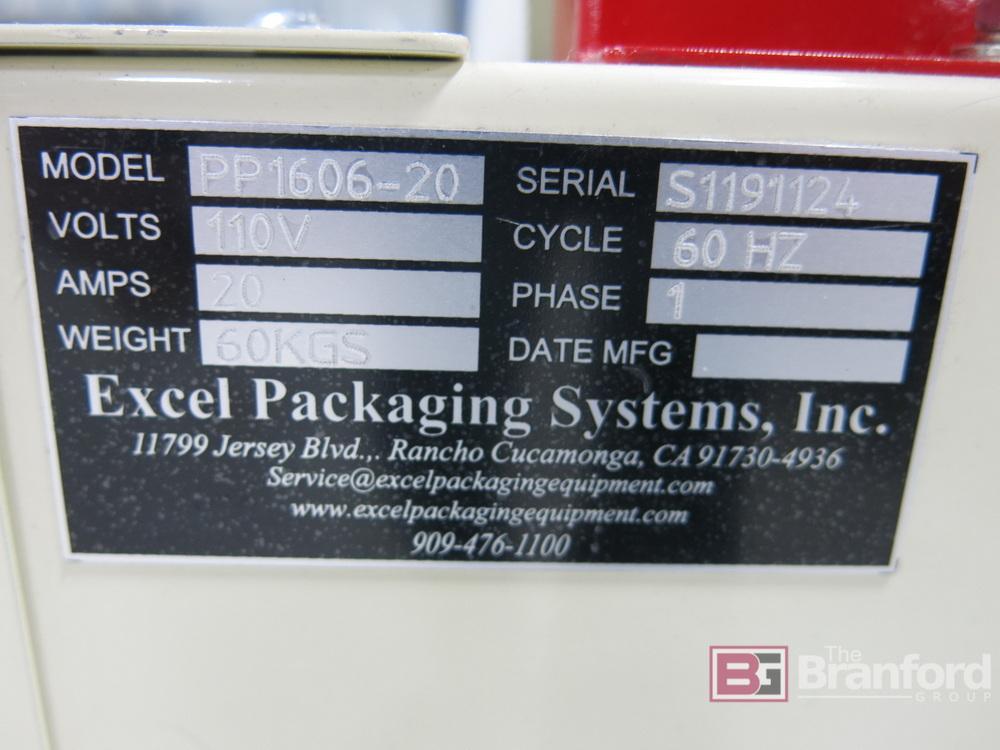 MODEL PP1606-20 SERIAL S1191124
VOLTS 110V CYCLE 60 HZ
AMPS 20 PHASE 1
WEIGHT 60KGS DATE MFG
Excel Packaging Systems, Inc.
11799 Jersey Blvd.,. Rancho Cucamonga, CA 91730-4936
Service@excelpackagingequipment.com
www.excelpackagingequipment.com
909-476-1100
BG The Branford GROUP